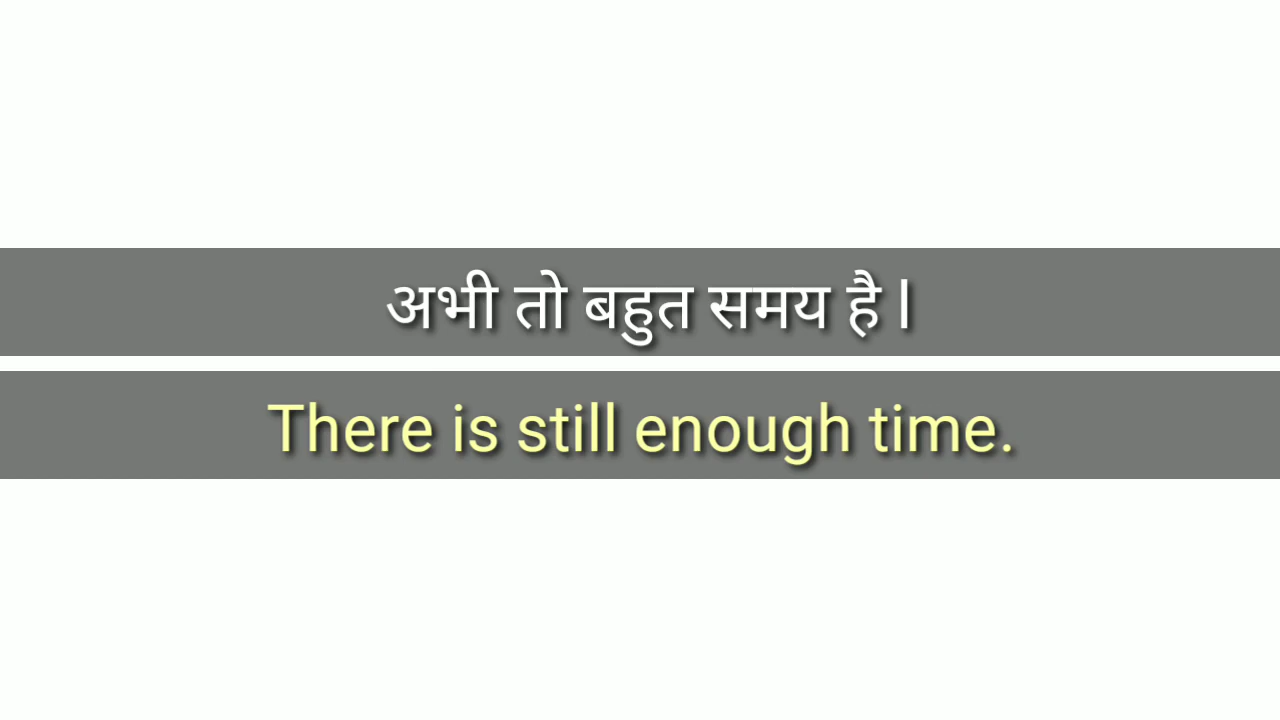 अभी तो बहुत समय है l
There is still enough time.